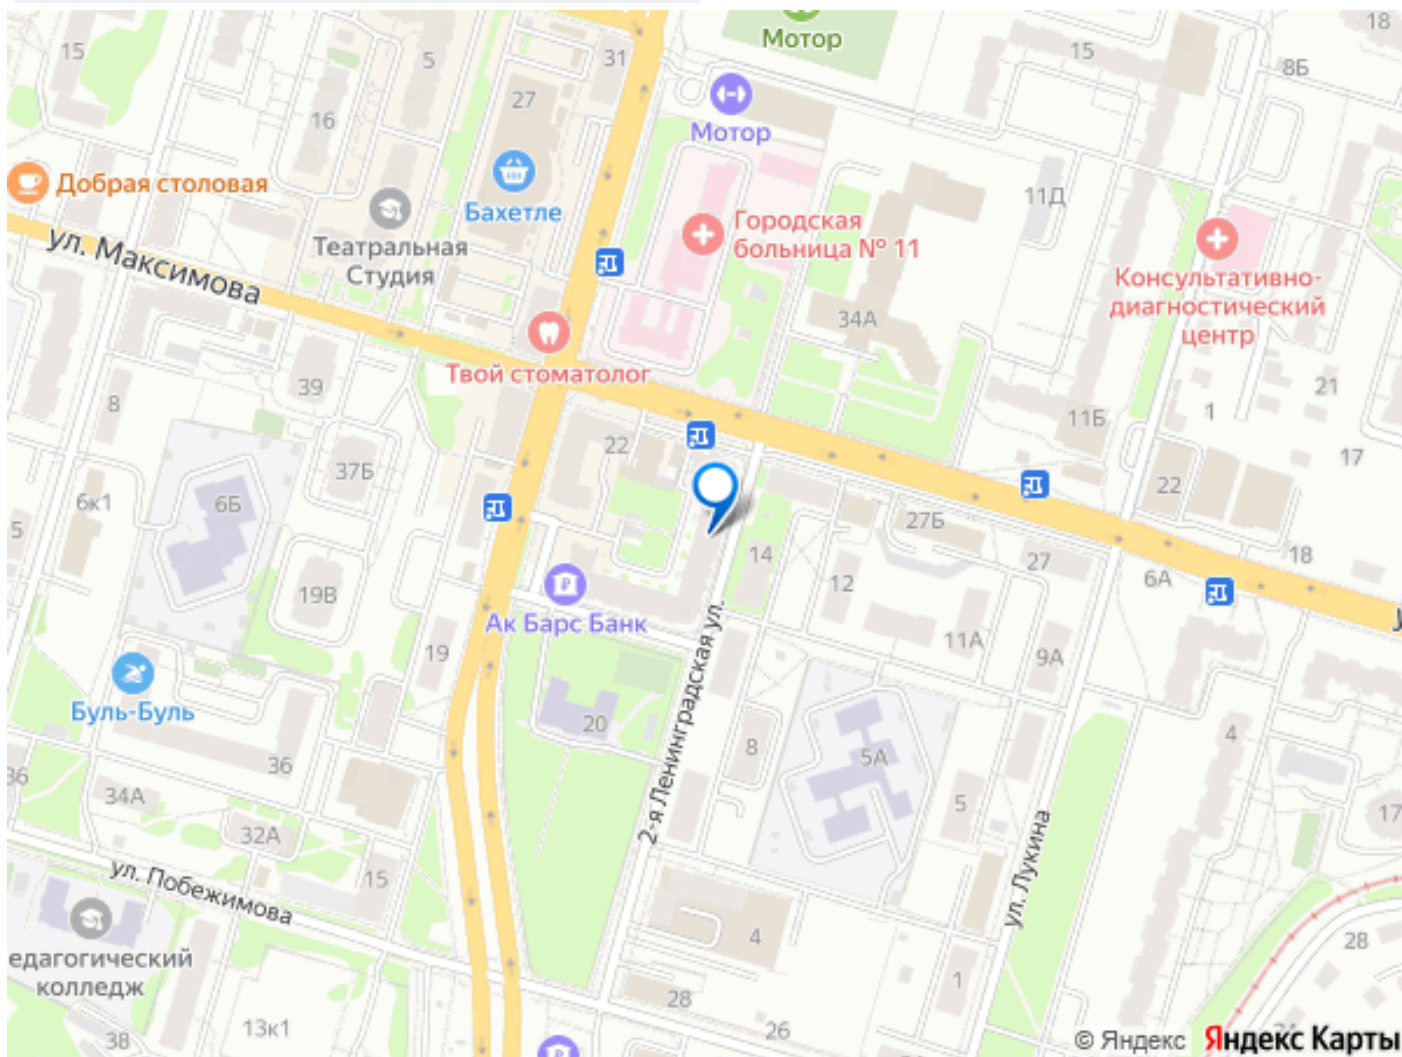 Мотор
18
15
31
15
5
8Б
27
16
Мотор
Добрая столовая
11Д
Бахетле
Городская
больница № 11
ул. Максимова
Театральная
Студия
Консультативно-
диагностический
центр
34А
Твой стоматолог
39
21
8
1
11Б
22
17
37Б
22
6к1
6Б
27Б
5
14
18
27
6А
12
19В
Ак Барс Банк
11А
19
9А
Буль-Буль
20
8
4
5А
36
36
2-я Ленинградская ул.
34А
5
17
32А
ул. Лукина
ул. Побежимова
15
4
28
едагогический
колледж
1
28
13к1
26
38
© Яндекс Яндекс Карты